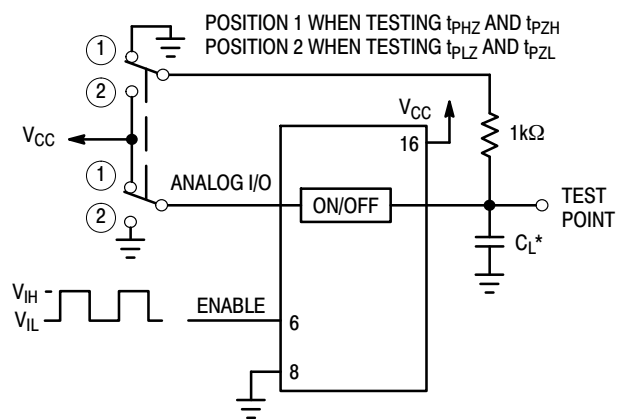 POSITION 1 WHEN TESTING tPHZ AND tPZH
POSITION 2 WHEN TESTING tPLZ AND tPZL
1
2
VCC
1
2
ANALOG I/O
ON/OFF
VCC
16
1kΩ
TEST
POINT
CL*
VIH
VIL
ENABLE
6
8